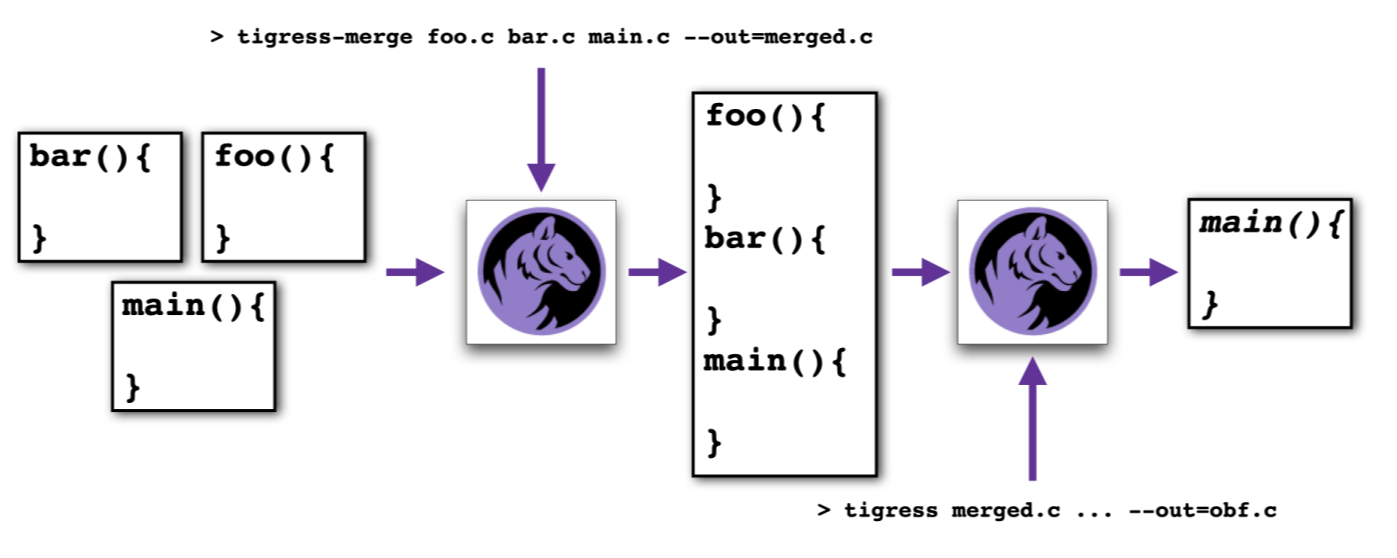 > tigress-merge foo.c bar.c main.c --out=merged.c
bar(){
}
foo(){
}
main(){
}
foo(){
}
bar(){
}
main(){
}
main(){
}
> tigress merged.c ... --out=obf.c